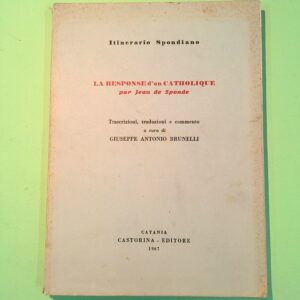 Itinerario Spondiano
LA RESPONSE d'un CATHOLIQUE
par Jean de Sponde
Trascrizioni, traduzioni e commento
a cura di
GIUSEPPE ANTONIO BRUNELLI
CATANIA
CASTORINA - EDITORE
1967